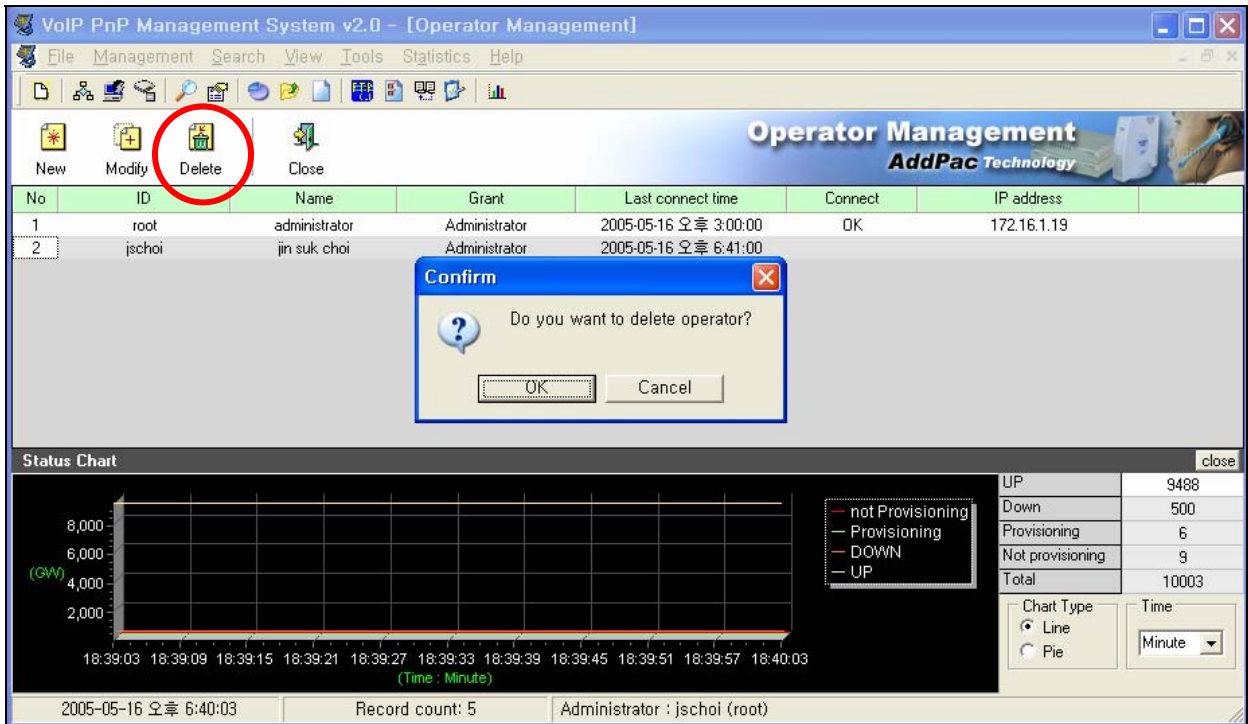 VoIP PnP Management System v2.0 - [Operator Management]
File Management Search View Tools Statistics Help
New Modify Delete Close
Operator Management
AddPac Technology
No ID Name Grant Last connect time Connect IP address
1 root administrator Administrator 2005-05-16 오후 3:00:00 OK 172.16.1.19
2 jschoi jin suk choi Administrator 2005-05-16 오후 6:41:00
Confirm
Do you want to delete operator?
OK Cancel
Status Chart close
8,000
6,000
(GW)
4,000
2,000
18:39:03 18:39:09 18:39:15 18:39:21 18:39:27 18:39:33 18:39:39 18:39:45 18:39:51 18:39:57 18:40:03
(Time : Minute)
not Provisioning
Provisioning
DOWN
UP
UP 9488
Down 500
Provisioning 6
Not provisioning 9
Total 10003
Chart Type
Line
Pie
Time
Minute
2005-05-16 오후 6:40:03 Record count: 5 Administrator : jschoi (root)